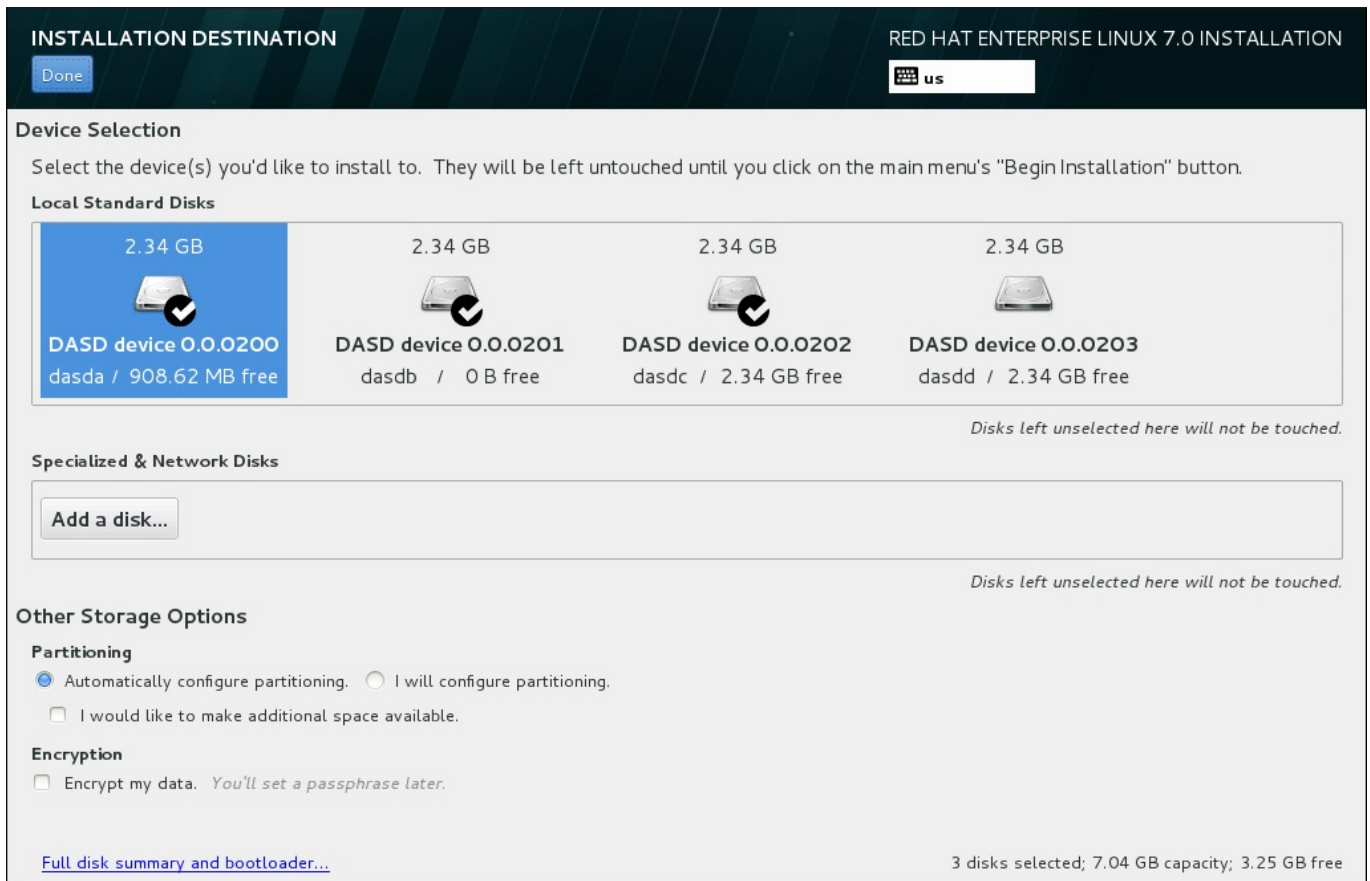 INSTALLATION DESTINATION
RED HAT ENTERPRISE LINUX 7.0 INSTALLATION
Done
us
Device Selection
Select the device(s) you'd like to install to.  They will be left untouched until you click on the main menu's "Begin Installation" button.
Local Standard Disks
2.34 GB
DASD device 0.0.0200
dasda / 908.62 MB free
2.34 GB
DASD device 0.0.0201
dasdb / 0 B free
2.34 GB
DASD device 0.0.0202
dasdc / 2.34 GB free
2.34 GB
DASD device 0.0.0203
dasdd / 2.34 GB free
Disks left unselected here will not be touched.
Specialized & Network Disks
Add a disk...
Disks left unselected here will not be touched.
Other Storage Options
Partitioning
Automatically configure partitioning. I will configure partitioning.
I would like to make additional space available.
Encryption
Encrypt my data. You'll set a passphrase later.
Full disk summary and bootloader...
3 disks selected; 7.04 GB capacity; 3.25 GB free